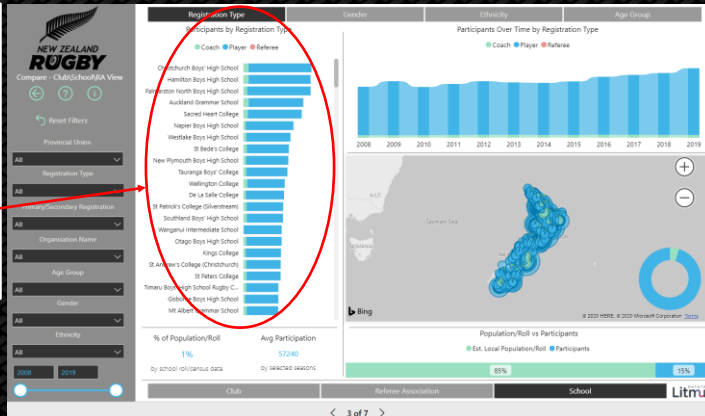 NEW ZEALAND
RUGBY
Compare - Club\School\RA View
Reset Filters
Provincial Union
All
Registration Type
All
Primary/Secondary Registration
All
Organisation Name
All
Age Group
All
Gender
All
Ethnicity
All
2008 2019
Registration Type Gender Ethnicity Age Group
Participants by Registration Type
Coach Player Referee
Christchurch Boys' High School
Hamilton Boys High School
Palmerston North Boys High School
Auckland Grammar School
Sacred Heart College
Napier Boys High School
Westlake Boys High School
St Bede's College
New Plymouth Boys High School
Tauranga Boys' College
Wellington College
De La Salle College
St Patrick's College (Silverstream)
Southland Boys' High School
Wanganui Intermediate School
Otago Boys High School
Kings College
St Andrew's College (Christchurch)
St Peters College
Timaru Boys High School Rugby C...
Gisborne Boys High School
Mt Albert Grammar School
Participants Over Time by Registration Type
Coach Player Referee
2008 2009 2010 2011 2012 2013 2014 2015 2016 2017 2018 2019
Tasman Sea
Bing
© 2020 HERE, © 2020 Microsoft Corporation Terms
% of Population/Roll
1%
by school roll/census data
Avg Participation
57240
by selected seasons
Population/Roll vs Participants
Est. Local Population/Roll Participants
85% 15%
Club Referee Association School
Litmu
3 of 7